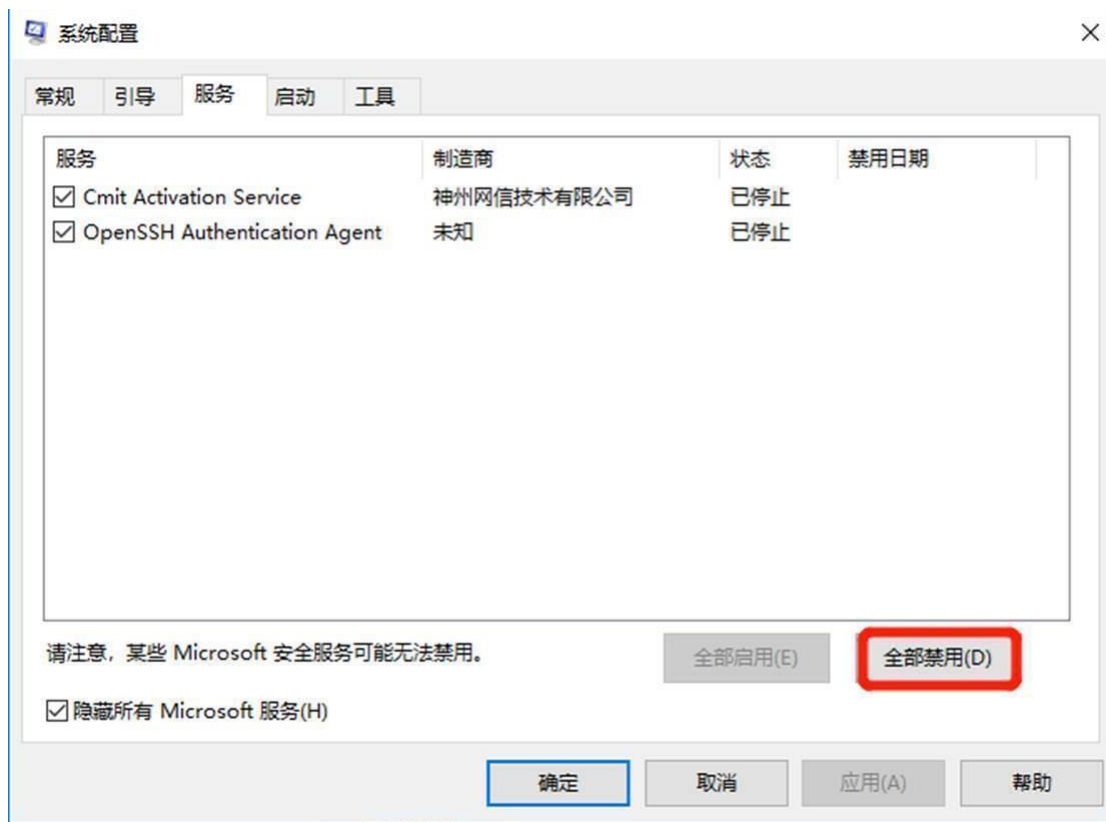 系统配置
常规 引导 服务 启动 工具
服务 制造商 状态 禁用日期
Cmit Activation Service 神州网信技术有限公司 已停止
OpenSSH Authentication Agent 未知 已停止
请注意，某些 Microsoft 安全服务可能无法禁用。 全部启用(E) 全部禁用(D)
隐藏所有 Microsoft 服务(H)
确定 取消 应用(A) 帮助